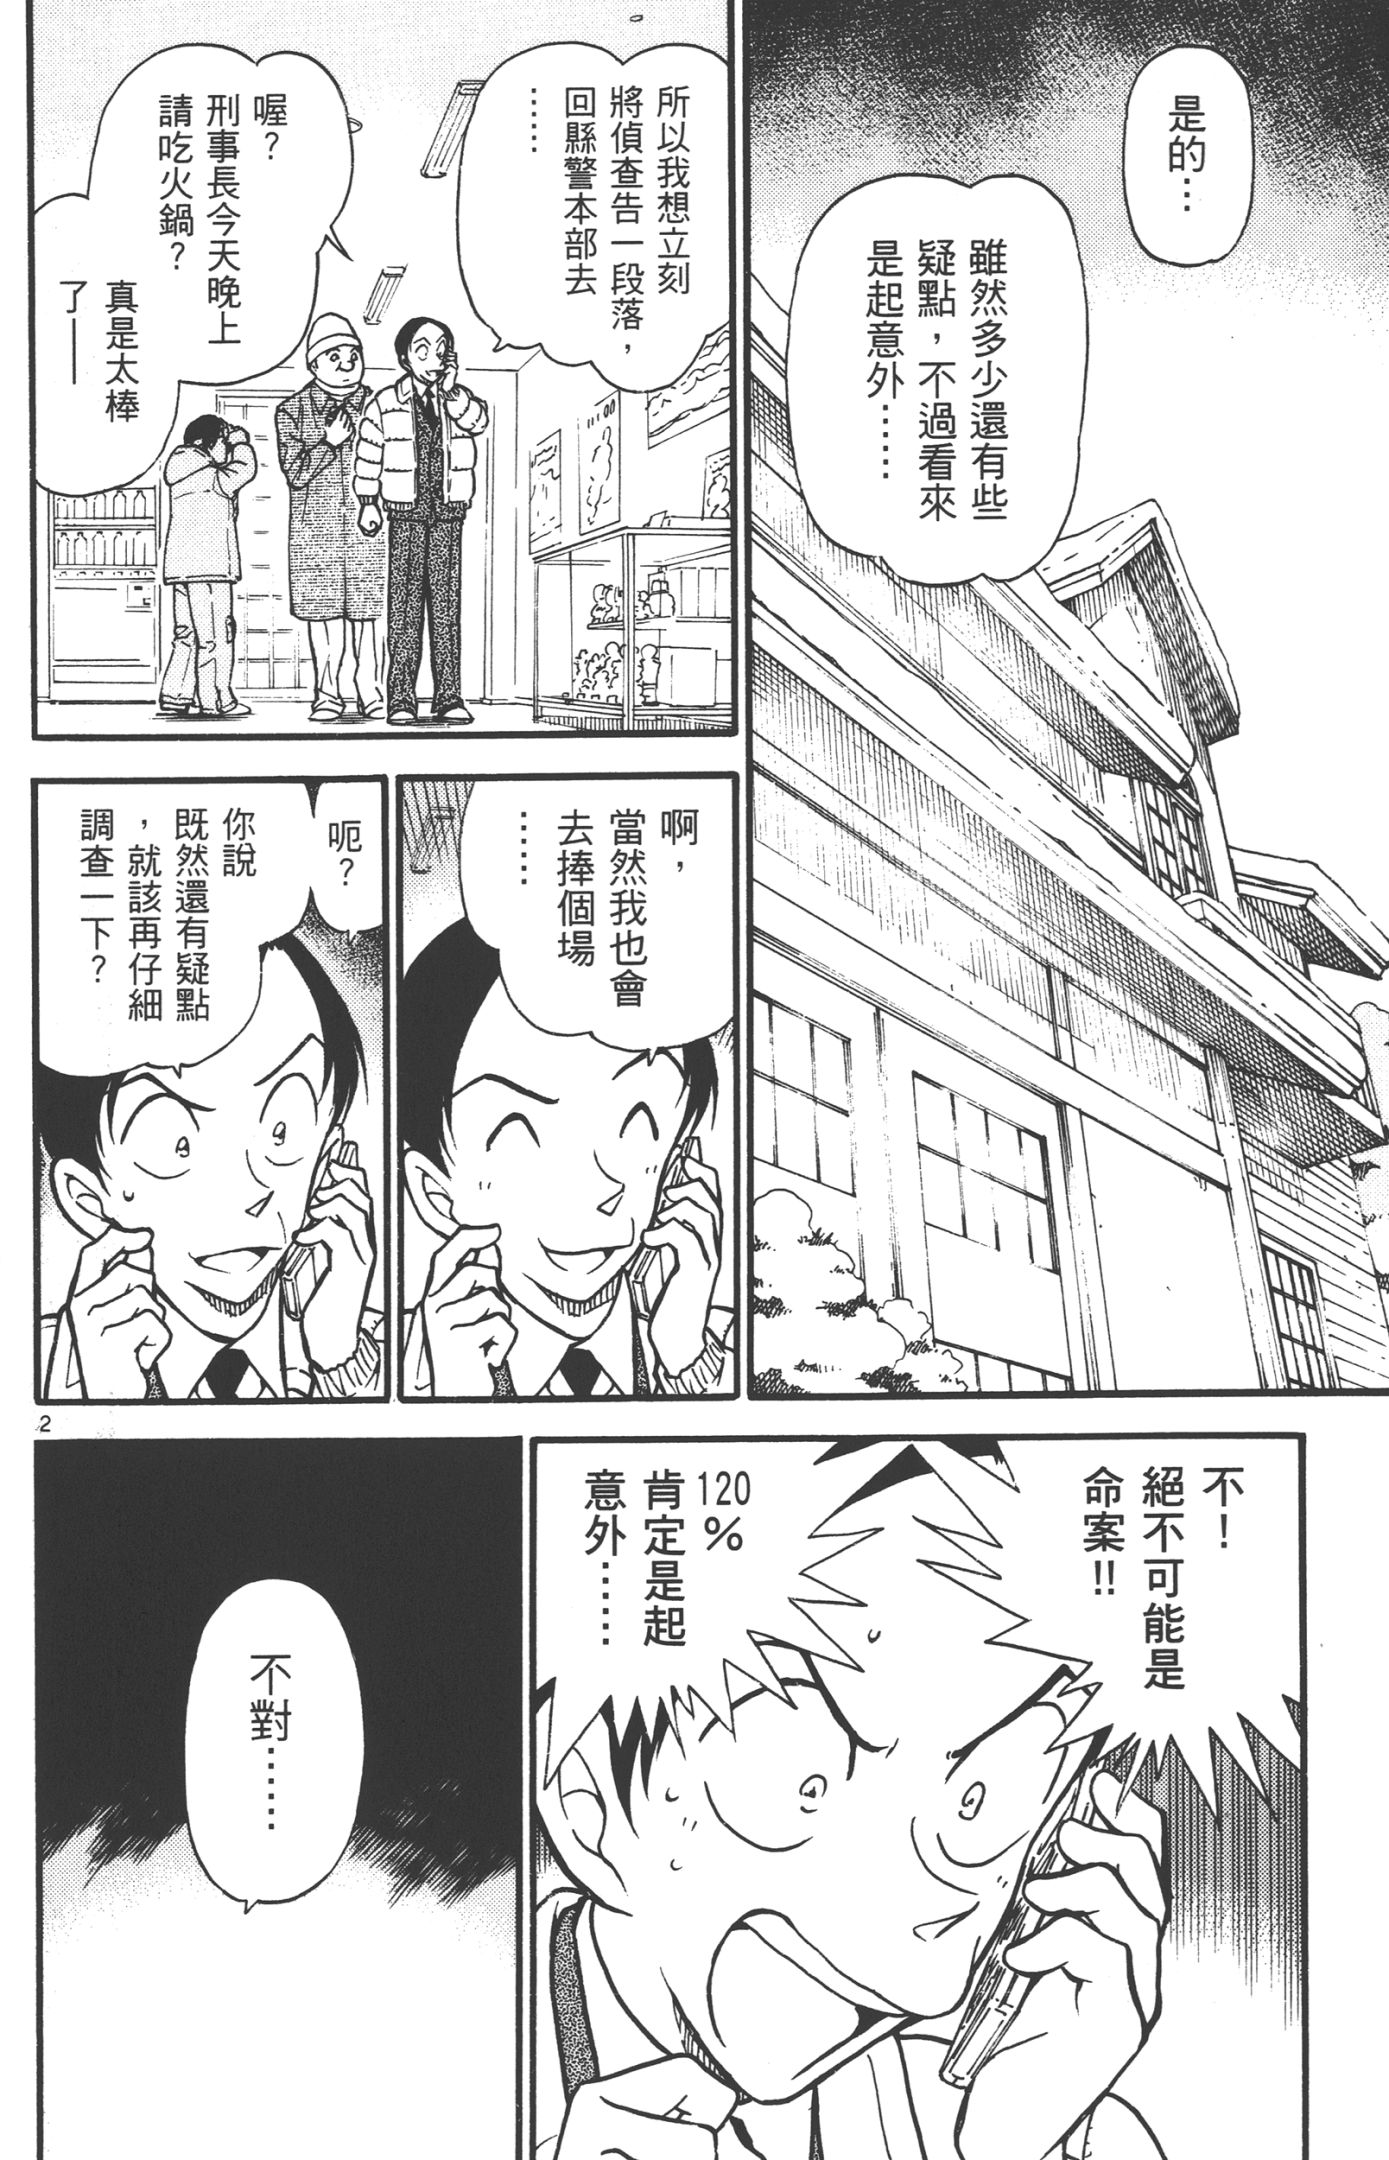 是的…
雖然多少還有些
疑點，不過看來
是起意外……
所以我想立刻
將偵查告一段落，
回縣警本部去
……
喔？
刑事長今天晚上
請吃火鍋？
真是太棒
了——
啊，
當然我也會
去捧個場
……
呃？
你說
既然還有疑點
，就該再仔細
調查一下？
2
不！
絕不可能是
命案!!
120%
肯定是起
意外……
不對……